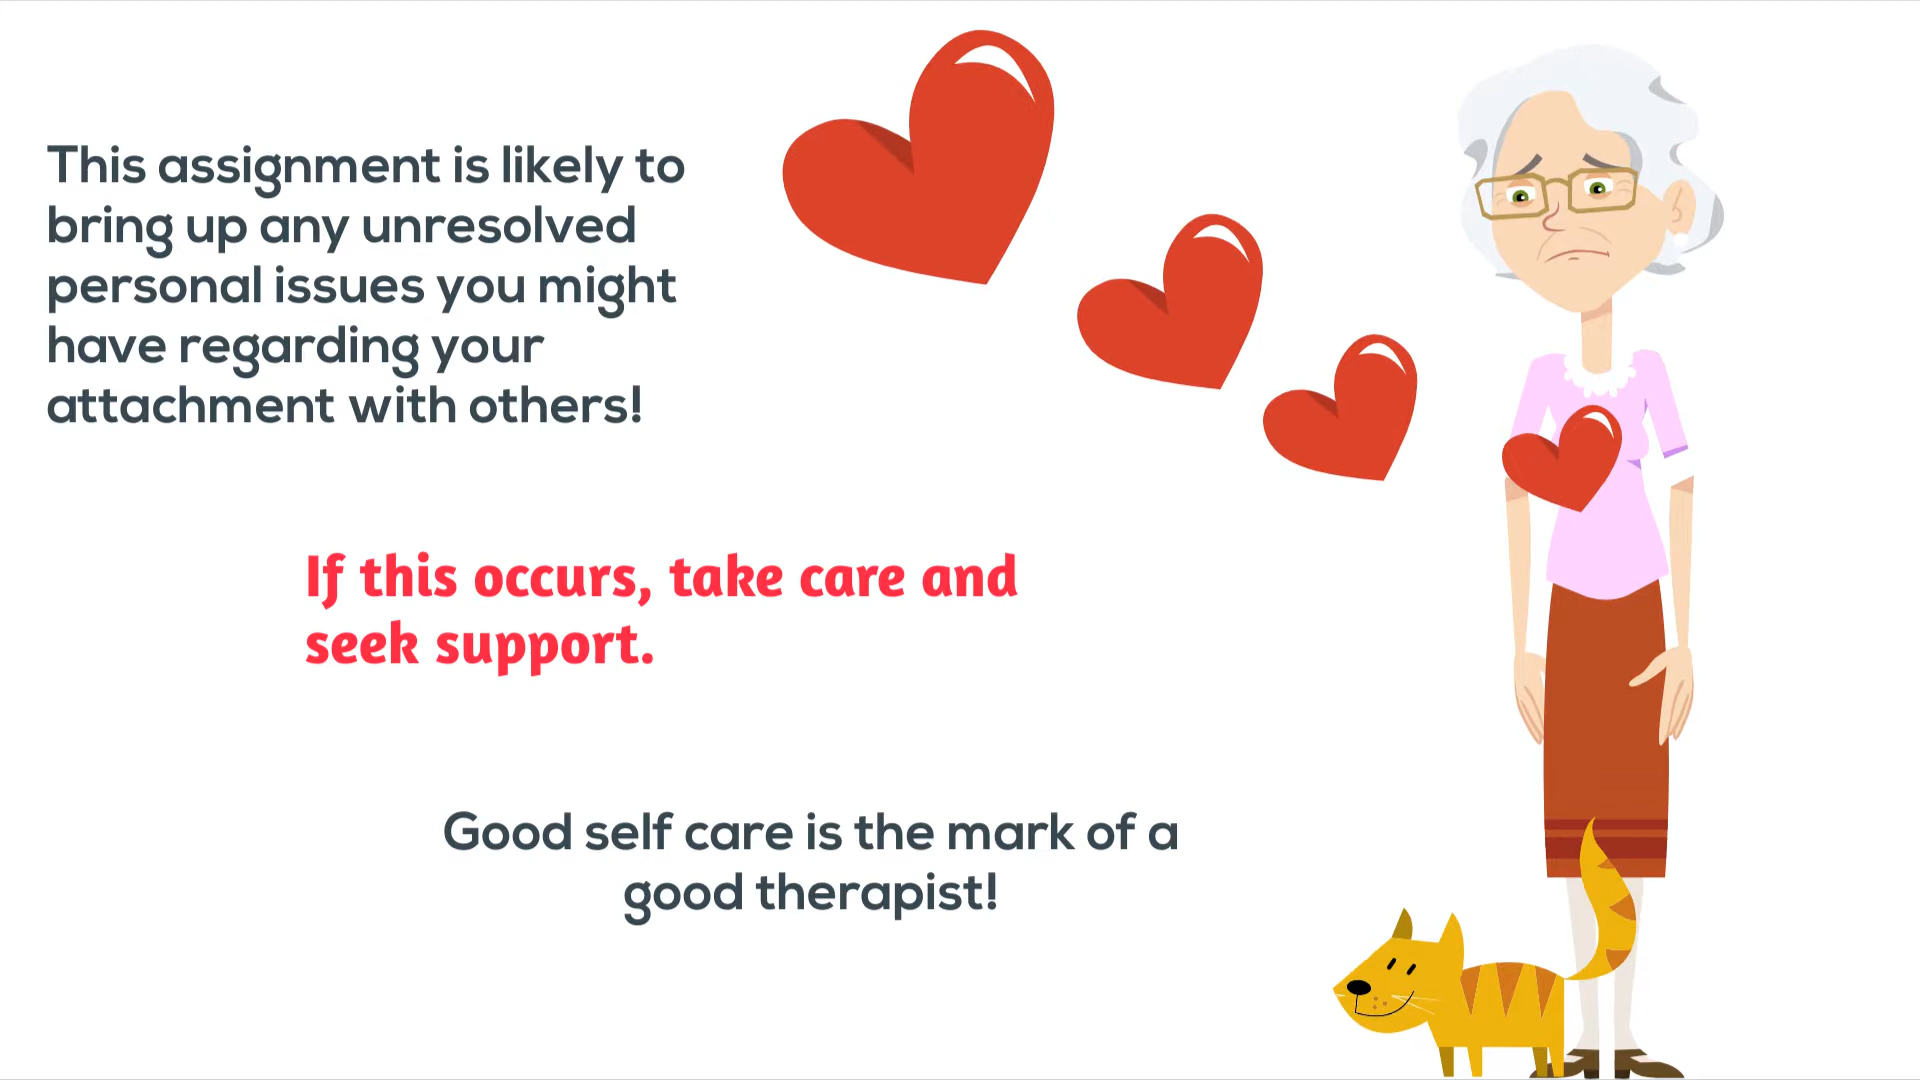 This assignment is likely to
bring up any unresolved
personal issues you might
have regarding your
attachment with others!
If this occurs, take care and
seek support.
Good self care is the mark of a
good therapist!